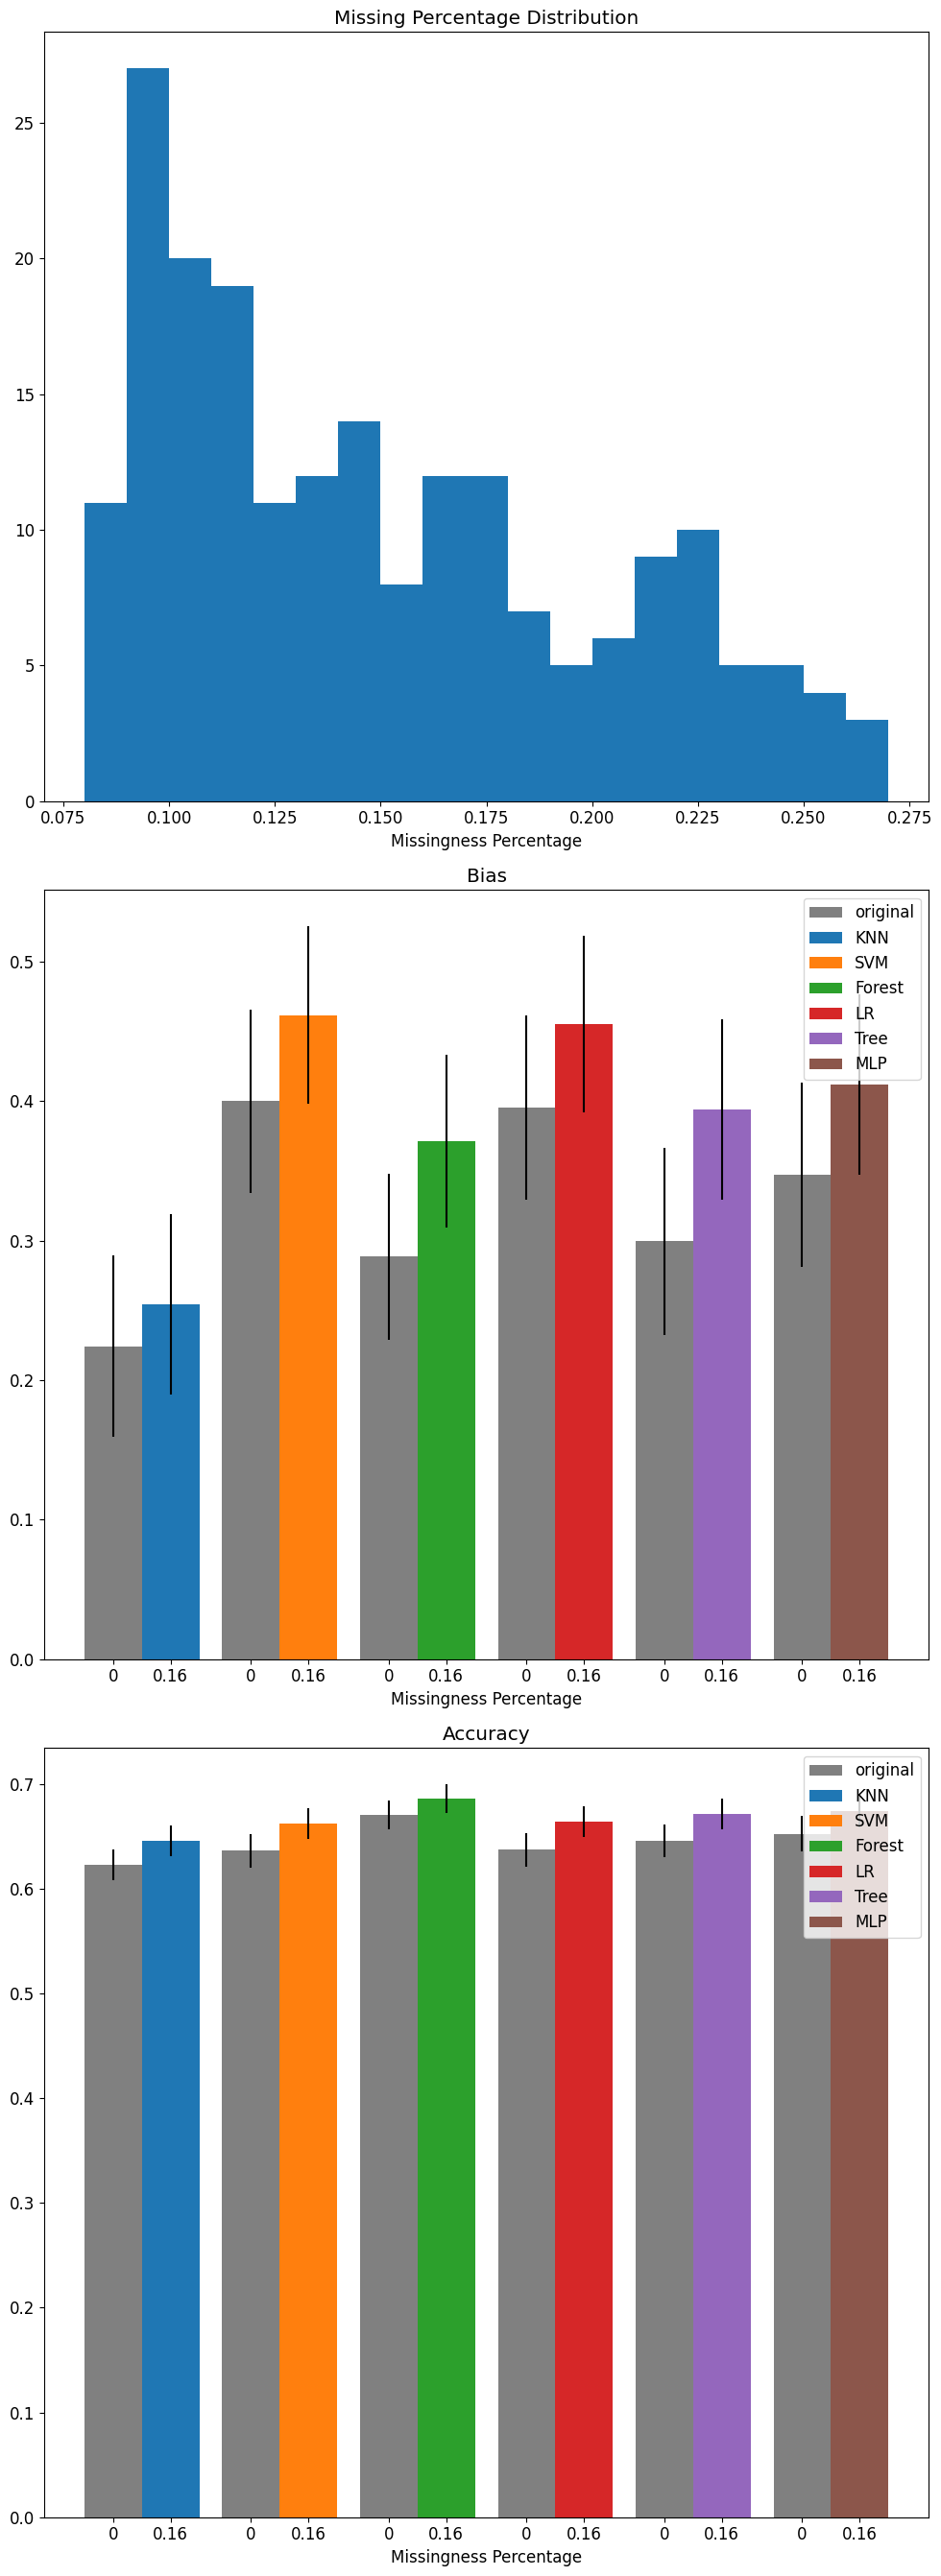 Missing Percentage Distribution
25
20
15
10
5
0
0.075 0.100 0.125 0.150 0.175 0.200 0.225 0.250 0.275
Missingness Percentage
Bias
original
KNN
SVM
Forest
LR
Tree
MLP
0.5
0.4
0.3
0.2
0.1
0.0
0 0.16 0 0.16 0 0.16 0 0.16 0 0.16 0 0.16
Missingness Percentage
Accuracy
original
KNN
SVM
Forest
LR
Tree
MLP
0.7
0.6
0.5
0.4
0.3
0.2
0.1
0.0
0 0.16 0 0.16 0 0.16 0 0.16 0 0.16 0 0.16
Missingness Percentage